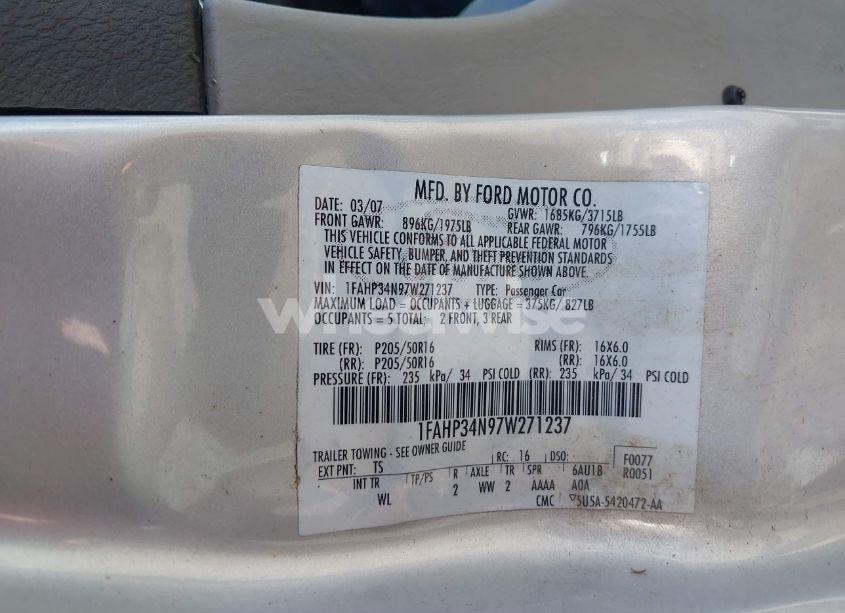 MFD. BY FORD MOTOR CO.
DATE: 03/07 GVWR: 1685KG/3715LB
FRONT GAWR: 896KG/1975LB REAR GAWR: 796KG/1755LB
THIS VEHICLE CONFORMS TO ALL APPLICABLE FEDERAL MOTOR
VEHICLE SAFETY, BUMPER, AND THEFT PREVENTION STANDARDS
IN EFFECT ON THE DATE OF MANUFACTURE SHOWN ABOVE.
VIN: 1FAHP34N97W271237 TYPE: Passenger Car
MAXIMUM LOAD = OCCUPANTS + LUGGAGE = 375KG/ 827LB
OCCUPANTS = 5 TOTAL: 2 FRONT, 3 REAR
wheelwise
TIRE (FR): P205/50R16 RIMS (FR): 16X6.0
(RR): P205/50R16 (RR): 16X6.0
PRESSURE (FR): 235 kPa/ 34 PSI COLD (RR): 235 kPa/ 34 PSI COLD
1FAHP34N97W271237
TRAILER TOWING - SEE OWNER GUIDE RC: 16 DSO: F0077
EXT PNT: TS TP/PS R AXLE TR SPR 6AU1B R0051
INT TR 2 WW 2 AAAA A0A
WL CMC 5U5A-5420472-AA